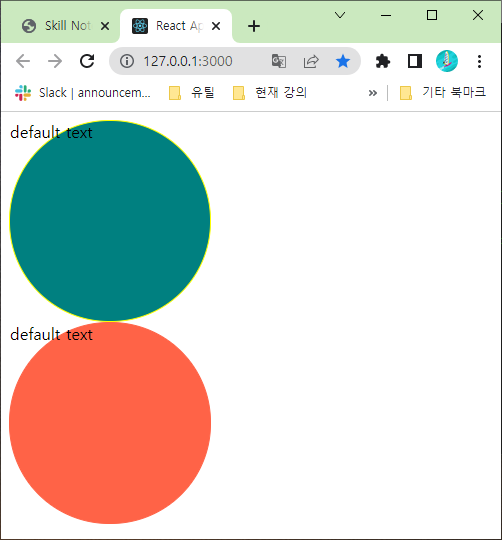 Skill Not
React Ap
127.0.0.1:3000
Slack | announcem...
유틸
현재 강의
»
기타 북마크
default text
default text